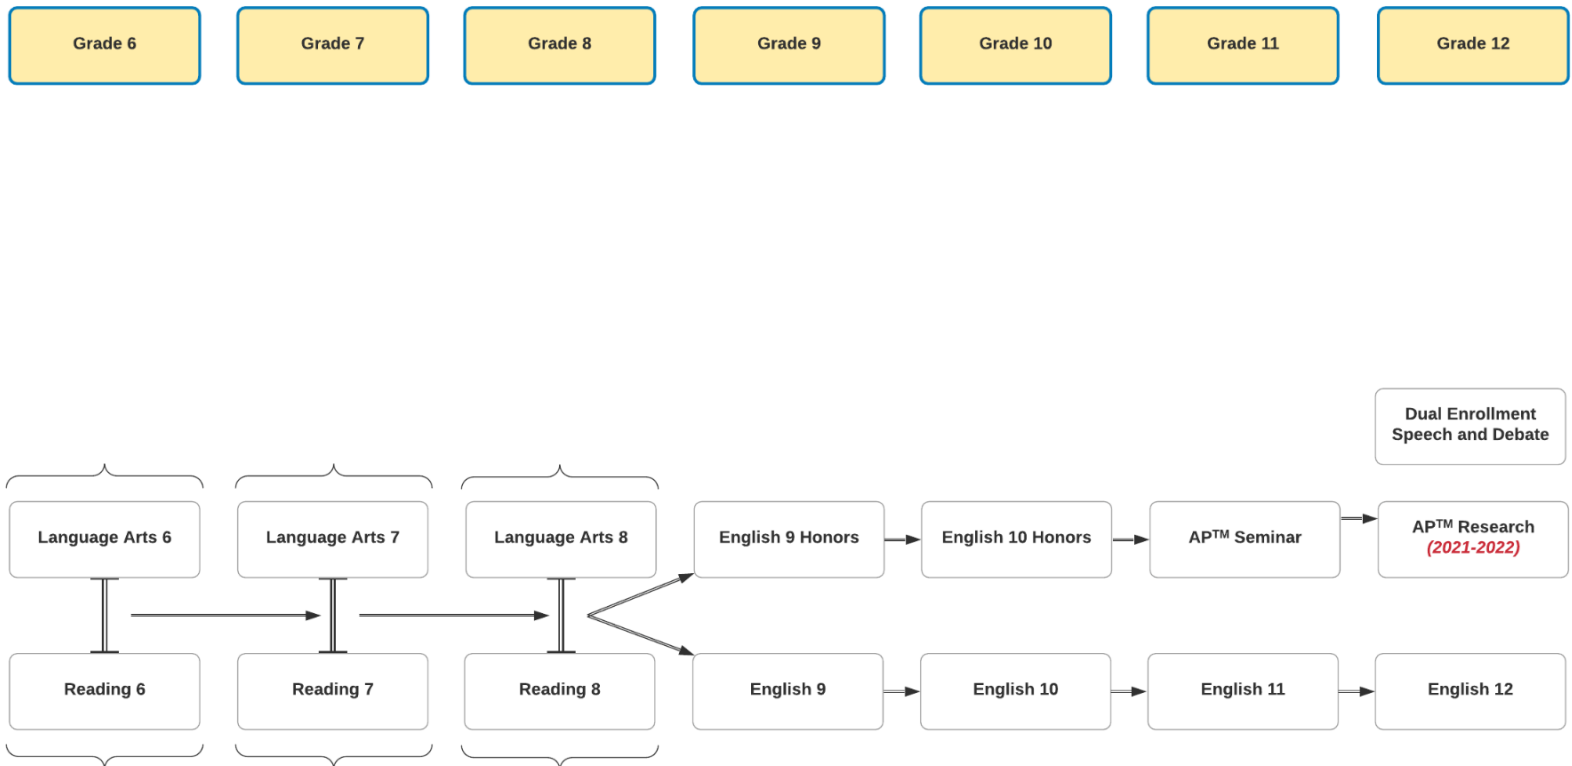 Grade 6
Grade 7
Grade 8
Grade 9
Grade 10
Grade 11
Grade 12
Dual Enrollment
Speech and Debate
Language Arts 6
Language Arts 7
Language Arts 8
English 9 Honors
English 10 Honors
AP™ Seminar
AP™ Research
(2021-2022)
Reading 6
Reading 7
Reading 8
English 9
English 10
English 11
English 12